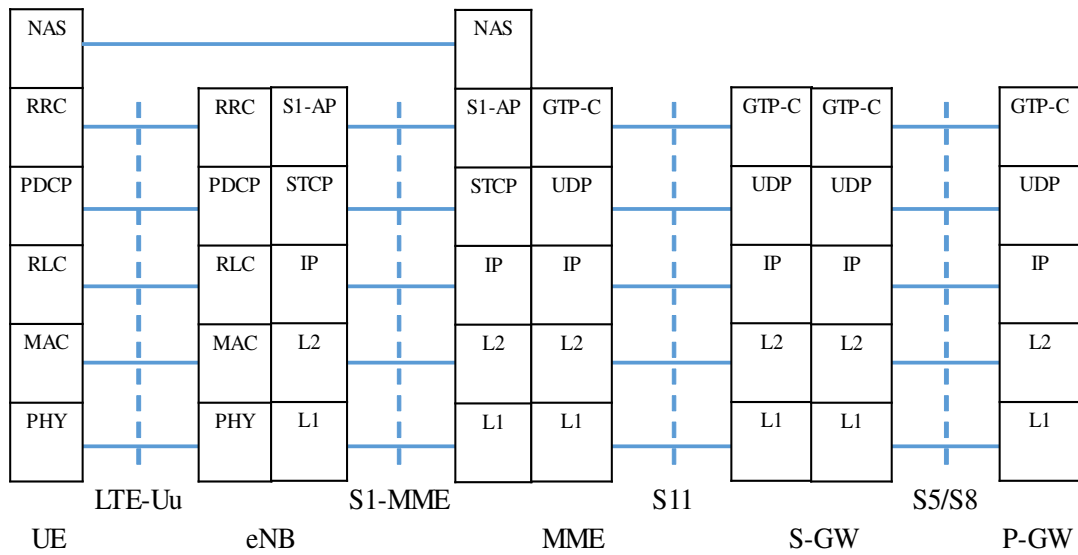 NAS NAS
RRC RRC S1-AP S1-AP GTP-C GTP-C GTP-C GTP-C
PDCP PDCP STCP STCP UDP UDP UDP UDP
RLC RLC IP IP IP IP IP IP
MAC MAC L2 L2 L2 L2 L2 L2
PHY PHY L1 L1 L1 L1 L1 L1
LTE-Uu S1-MME S11 S5/S8
UE eNB MME S-GW P-GW